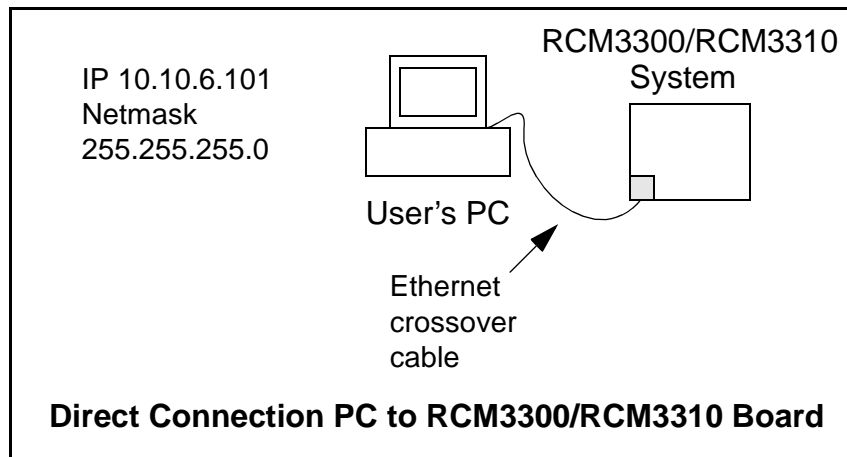 IP 10.10.6.101
Netmask
255.255.255.0
RCM3300/RCM3310
System
User's PC
Ethernet
crossover
cable
Direct Connection PC to RCM3300/RCM3310 Board